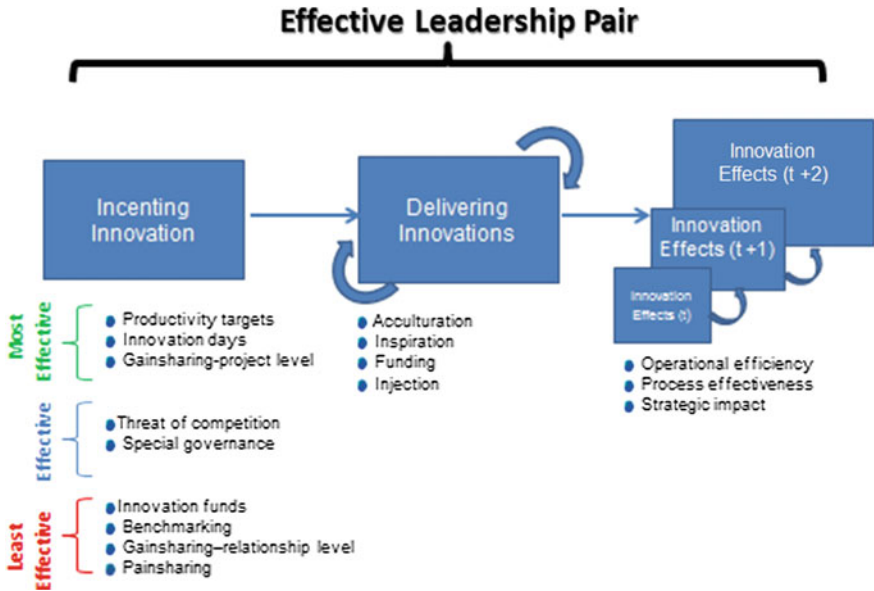 Effective Leadership Pair
Incenting
Innovation
Delivering
Innovations
Innovation
Effects (t +2)
Innovation
Effects (t +1)
Innovation
Effects (t)
Most
Effective
Productivity targets
Innovation days
Gainsharing-project level
Effective
Threat of competition
Special governance
Least
Effective
Innovation funds
Benchmarking
Gainsharing–relationship level
Painsharing
Acculturation
Inspiration
Funding
Injection
Operational efficiency
Process effectiveness
Strategic impact